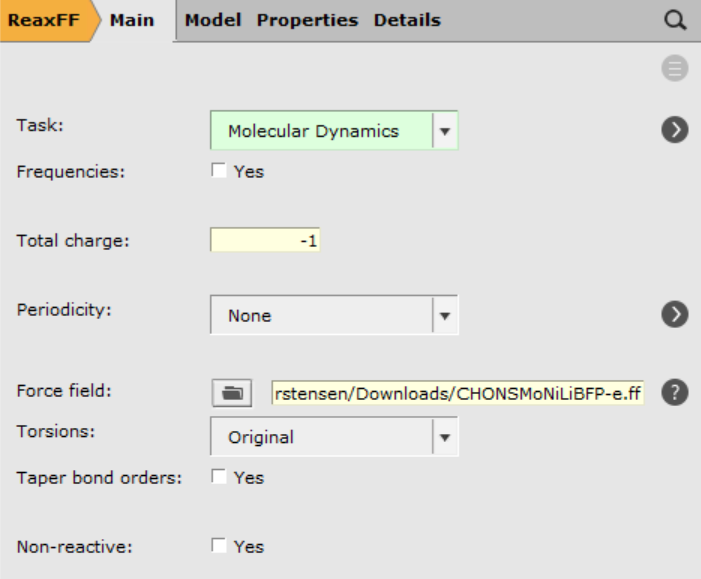 ReaxFF Main Model Properties Details
Task: Molecular Dynamics
Frequencies: Yes
Total charge: -1
Periodicity: None
Force field: rstensen/Downloads/CHONSMoNiLiBFP-e.ff ?
Torsions: Original
Taper bond orders: Yes
Non-reactive: Yes